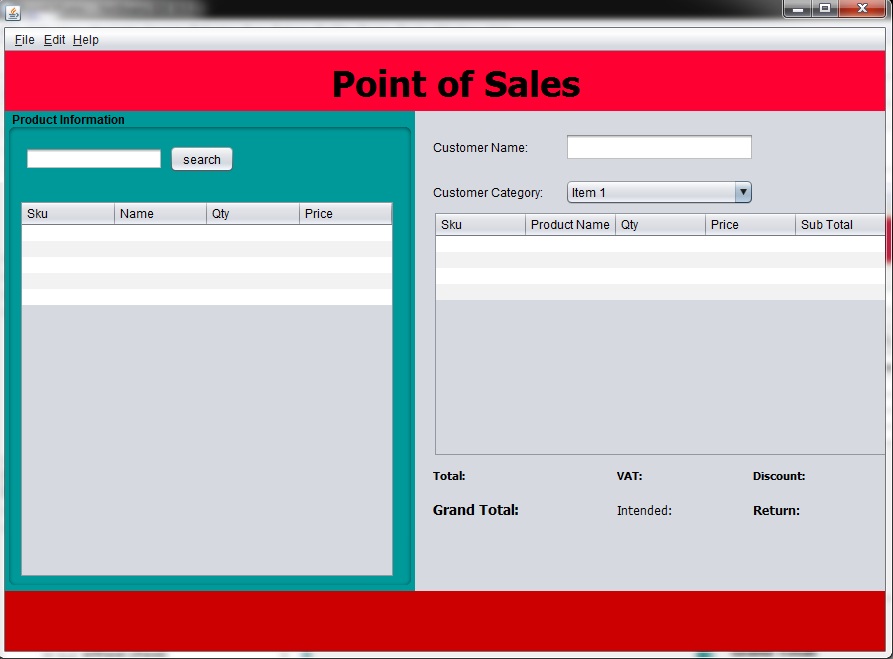 File Edit Help
Point of Sales
Product Information
search
Sku Name Qty Price
Customer Name:
Customer Category: Item 1
Sku Product Name Qty Price Sub Total
Total: VAT: Discount:
Grand Total: Intended: Return: